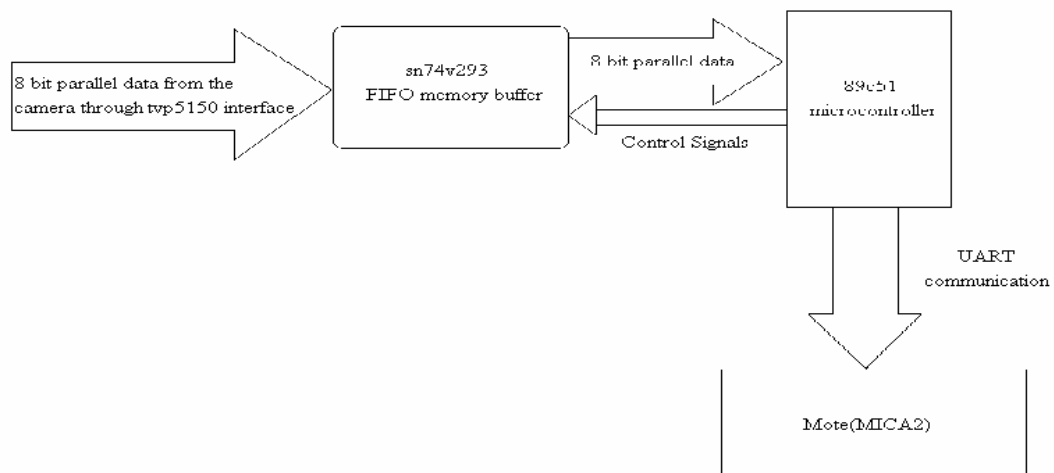 8 bit parallel data from the
camera through tvp5150 interface
sn74v293
FIFO memory buffer
8 bit parallel data
Control Signals
89c51
microcontroller
UART
communication
Mote(MICA2)